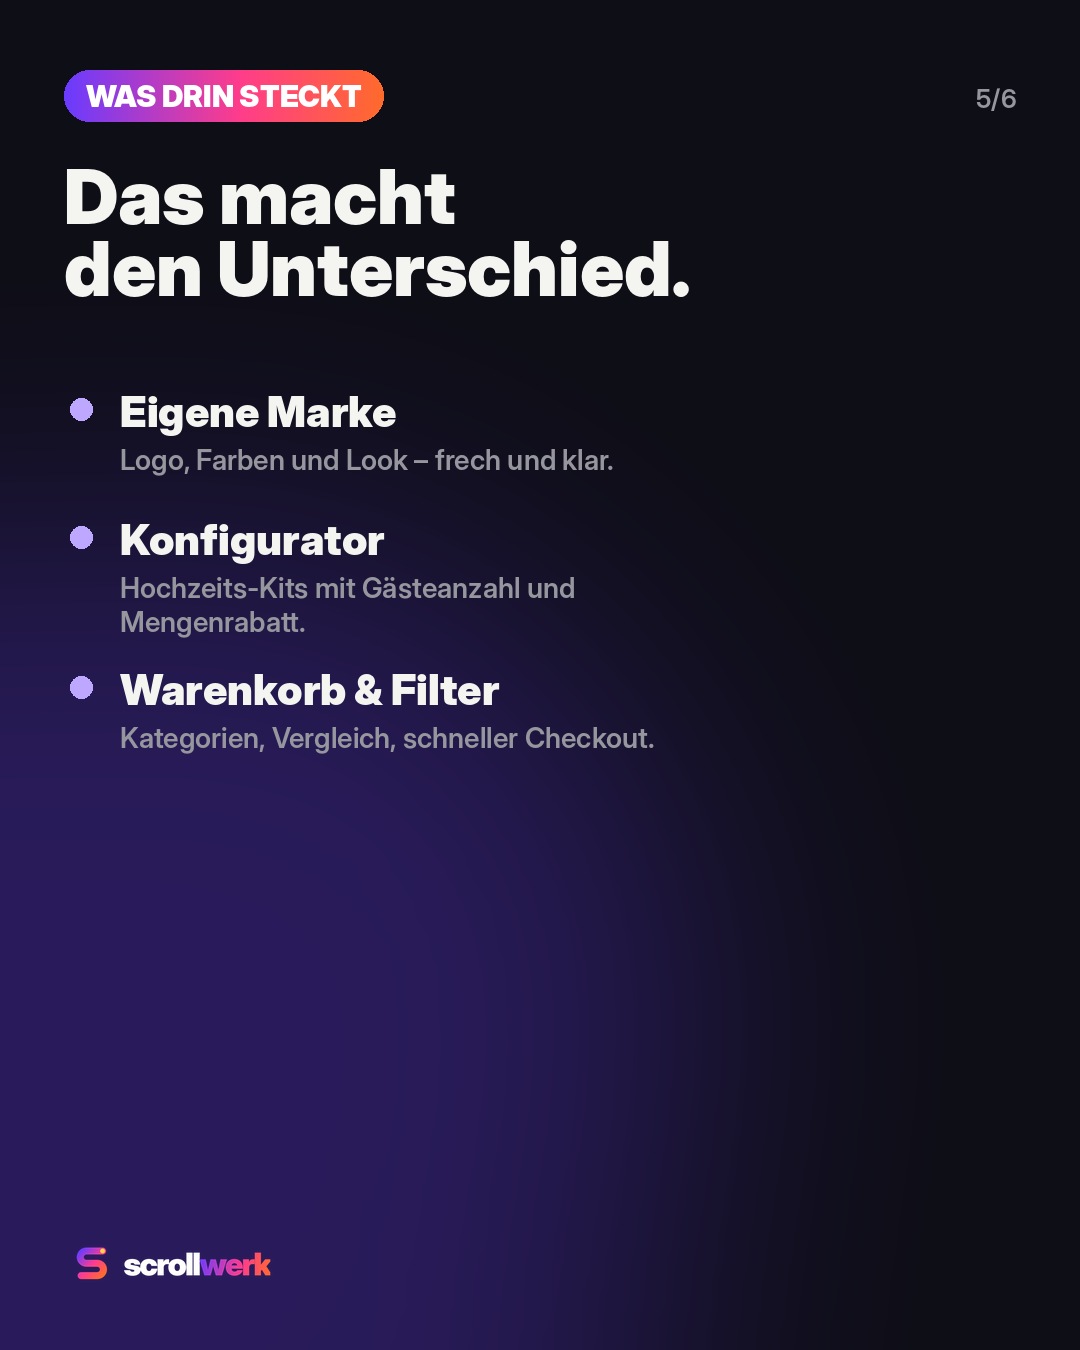 WAS DRIN STECKT
5/6
Das macht
den Unterschied.
Eigene Marke
Logo, Farben und Look – frech und klar.
Konfigurator
Hochzeits-Kits mit Gästeanzahl und
Mengenrabatt.
Warenkorb & Filter
Kategorien, Vergleich, schneller Checkout.
scrollwerk